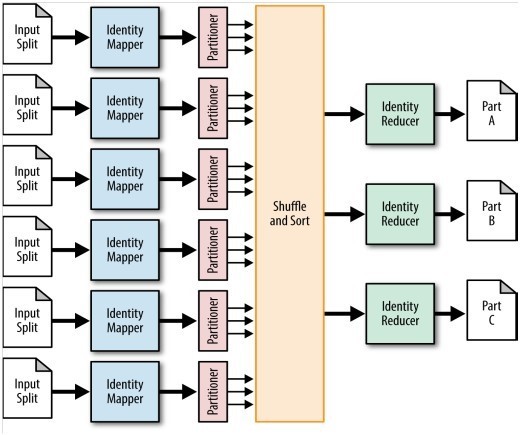 Input
Split
Identity
Mapper
Partitioner
Input
Split
Identity
Mapper
Partitioner
Input
Split
Identity
Mapper
Partitioner
Input
Split
Identity
Mapper
Partitioner
Input
Split
Identity
Mapper
Partitioner
Input
Split
Identity
Mapper
Partitioner
Shuffle
and Sort
Identity
Reducer
Part
A
Identity
Reducer
Part
B
Identity
Reducer
Part
C